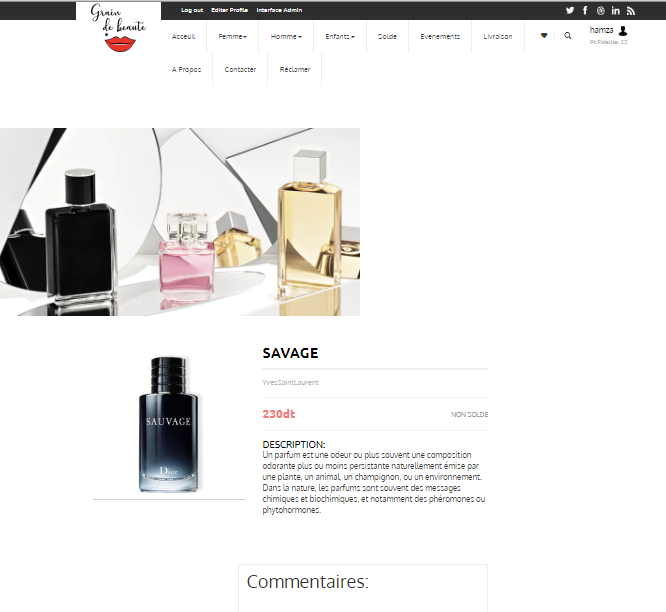 Grain
de beauté
Log out Editer Profile Interface Admin
Acceuil Femme Homme Enfants Solde Evenements Livraison
hamza
Pt Fidelite: 22
A Propos Contacter Réclamer
SAVAGE
YvesSaintLaurent
230dt NON SOLDE
DESCRIPTION:
Un parfum est une odeur ou plus souvent une composition
odorante plus ou moins persistante naturellement émise par
une plante, un animal, un champignon, ou un environnement.
Dans la nature, les parfums sont souvent des messages
chimiques et biochimiques, et notamment des phéromones ou
phytohormones.
SAUVAGE
Dior
Commentaires: